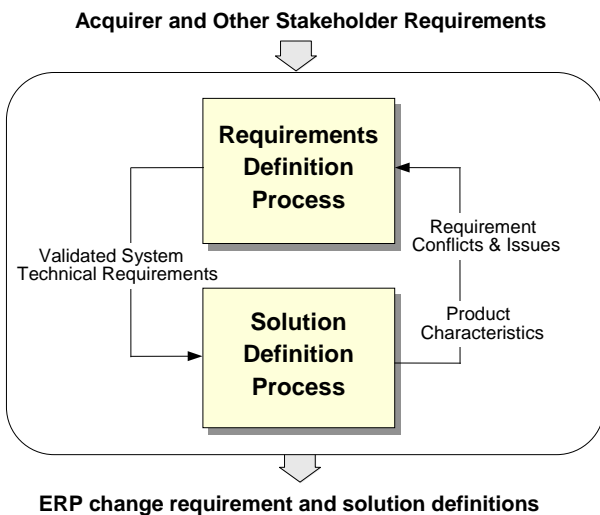 Acquirer and Other Stakeholder Requirements
Requirements
Definition
Process
Requirement
Conflicts & Issues
Validated System
Technical Requirements
Product
Characteristics
Solution
Definition
Process
ERP change requirement and solution definitions